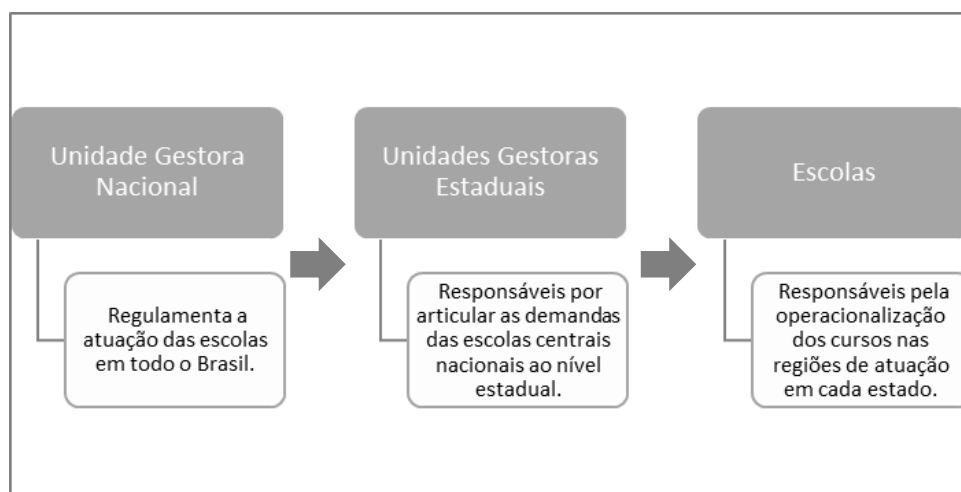 Unidade Gestora
Nacional
Regulamenta a
atuação das escolas
em todo o Brasil.
Unidades Gestoras
Estaduais
Responsáveis por
articular as demandas
das escolas centrais
nacionais ao nível
estadual.
Escolas
Responsáveis pela
operacionalização
dos cursos nas
regiões de atuação
em cada estado.